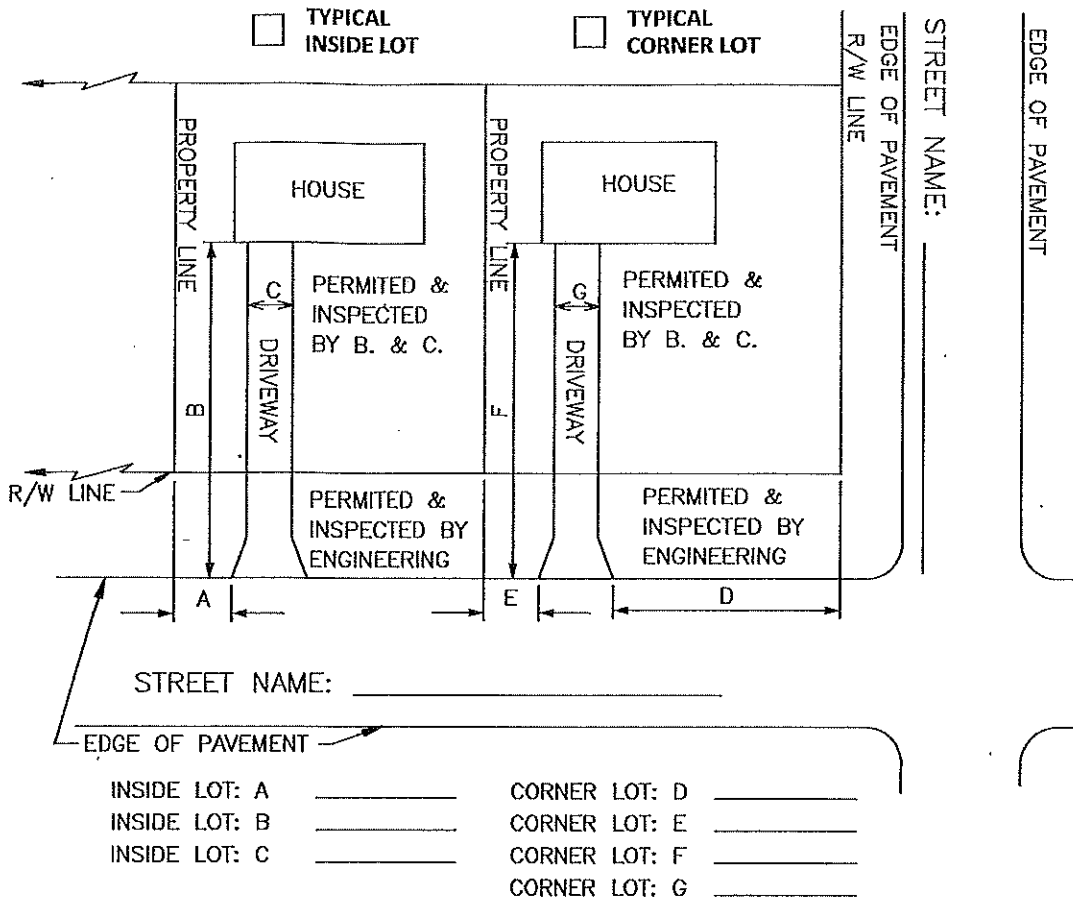 TYPICAL
INSIDE LOT
TYPICAL
CORNER LOT
R/W LINE
EDGE OF PAVEMENT
STREET NAME:
EDGE OF PAVEMENT
PROPERTY LINE
HOUSE
PROPERTY LINE
HOUSE
C
PERMITED &
INSPECTED
BY B. & C.
DRIVEWAY
B
G
PERMITED &
INSPECTED
BY B. & C.
DRIVEWAY
F
R/W LINE
PERMITED &
INSPECTED BY
ENGINEERING
PERMITED &
INSPECTED BY
ENGINEERING
A
E
D
STREET NAME:
EDGE OF PAVEMENT
INSIDE LOT: A
INSIDE LOT: B
INSIDE LOT: C
CORNER LOT: D
CORNER LOT: E
CORNER LOT: F
CORNER LOT: G